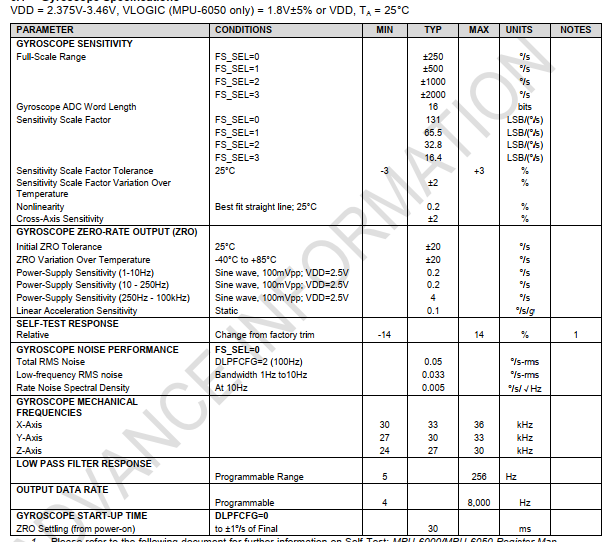 VDD = 2.375V-3.46V, VLOGIC (MPU-6050 only) = 1.8V±5% or VDD, TA = 25°C
PARAMETER CONDITIONS MIN TYP MAX UNITS NOTES
GYROSCOPE SENSITIVITY
Full-Scale Range FS_SEL=0 ±250 º/s
FS_SEL=1 ±500 º/s
FS_SEL=2 ±1000 º/s
FS_SEL=3 ±2000 º/s
Gyroscope ADC Word Length 16 bits
Sensitivity Scale Factor FS_SEL=0 131 LSB/(º/s)
FS_SEL=1 65.5 LSB/(º/s)
FS_SEL=2 32.8 LSB/(º/s)
FS_SEL=3 16.4 LSB/(º/s)
Sensitivity Scale Factor Tolerance 25°C -3 +3 %
Sensitivity Scale Factor Variation Over ±2 %
Temperature
Nonlinearity Best fit straight line; 25°C 0.2 %
Cross-Axis Sensitivity ±2 %
GYROSCOPE ZERO-RATE OUTPUT (ZRO)
Initial ZRO Tolerance 25°C ±20 º/s
ZRO Variation Over Temperature -40°C to +85°C ±20 º/s
Power-Supply Sensitivity (1-10Hz) Sine wave, 100mVpp; VDD=2.5V 0.2 º/s
Power-Supply Sensitivity (10 - 250Hz) Sine wave, 100mVpp; VDD=2.5V 0.2 º/s
Power-Supply Sensitivity (250Hz - 100kHz) Sine wave, 100mVpp; VDD=2.5V 4 º/s
Linear Acceleration Sensitivity Static 0.1 º/s/g
SELF-TEST RESPONSE
Relative Change from factory trim -14 14 % 1
GYROSCOPE NOISE PERFORMANCE FS_SEL=0
Total RMS Noise DLPFCFG=2 (100Hz) 0.05 º/s-rms
Low-frequency RMS noise Bandwidth 1Hz to10Hz 0.033 º/s-rms
Rate Noise Spectral Density At 10Hz 0.005 º/s/√Hz
GYROSCOPE MECHANICAL
FREQUENCIES
X-Axis 30 33 36 kHz
Y-Axis 27 30 33 kHz
Z-Axis 24 27 30 kHz
LOW PASS FILTER RESPONSE
Programmable Range 5 256 Hz
OUTPUT DATA RATE
Programmable 4 8,000 Hz
GYROSCOPE START-UP TIME DLPFCFG=0
ZRO Settling (from power-on) to ±1º/s of Final 30 ms
1. Please refer to the following document for further information on Self-Test: MPU-6000/MPU-6050 Register Map
ADVANCE INFORMATION